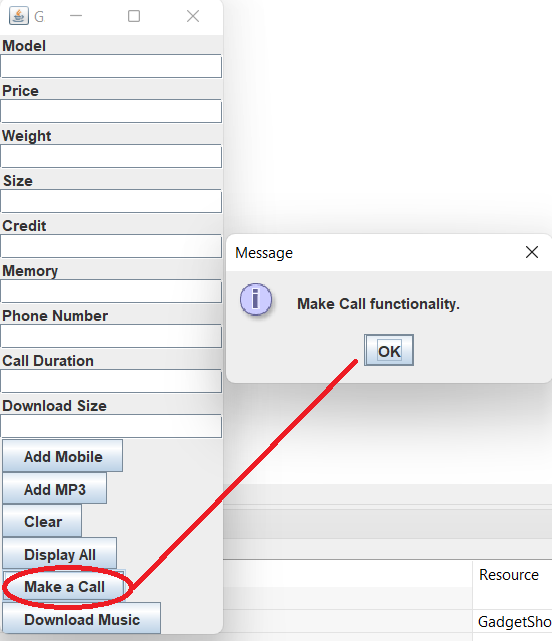 G
Model
Price
Weight
Size
Credit
Memory
Phone Number
Call Duration
Download Size
Add Mobile
Add MP3
Clear
Display All
Make a Call
Download Music
Message
i
Make Call functionality.
OK
Resource
GadgetSho